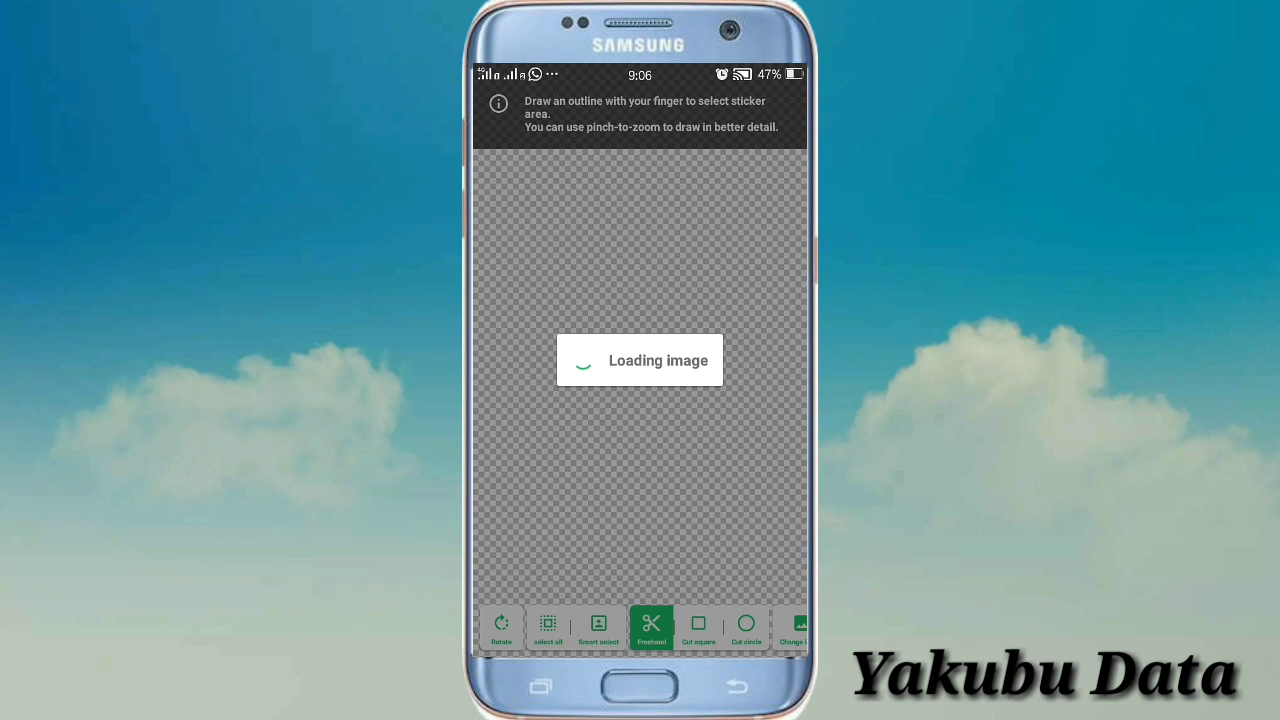 SAMSUNG
4G
9:06
47%
Draw an outline with your finger to select sticker
area.
You can use pinch-to-zoom to draw in better detail.
Loading image
Rotate
Select all
Smart select
Freehand
Cut square
Cut circle
Change i
Yakubu Data